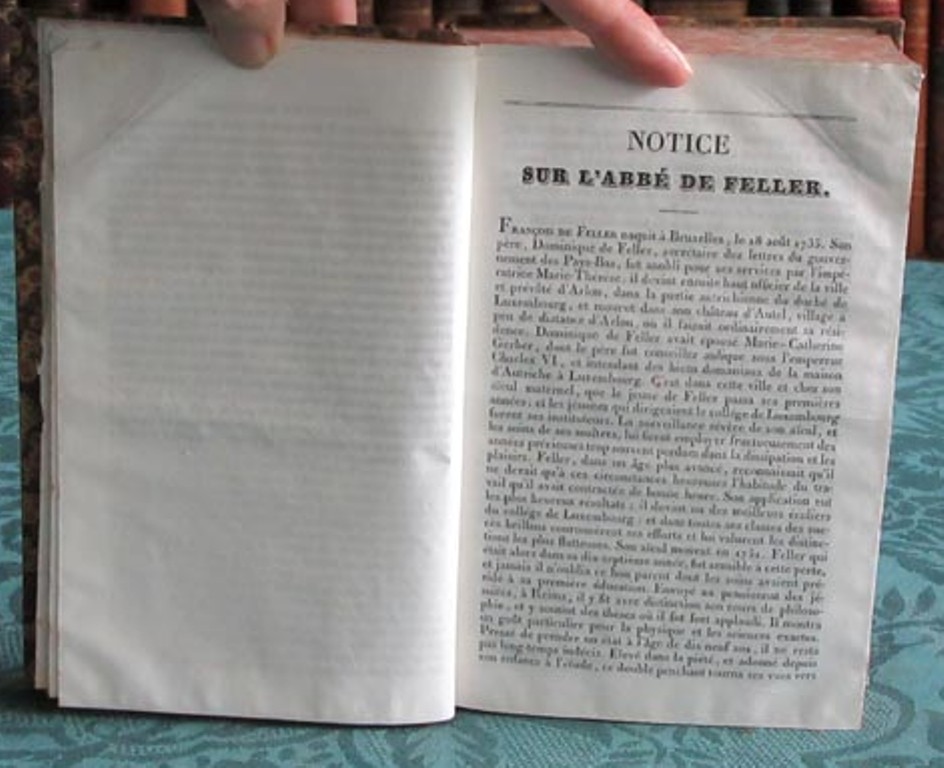 NOTICE
SUR L'ABBÉ DE FELLER.
FRANÇOIS DE FELLER naquit à Bruxelles, le 18 août 1735. Son
père, Dominique de Feller, secrétaire des lettres du gouver-
nement des Pays-Bas, fut anobli pour ses services par l'impé-
ratrice Marie-Thérèse; il devint ensuite haut officier de la ville
et prévôté d'Arlon, dans la partie autrichienne du duché de
Luxembourg, et mourut dans son château d'Autel, village à
peu de distance d'Arlon, où il faisait ordinairement sa rési-
dence. Dominique de Feller avait épousé Marie-Catherine
Gerber, dont le père fut conseiller aulique sous l'empereur
Charles VI, et intendant des biens domaniaux de la maison
d'Autriche à Luxembourg. C'est dans cette ville et chez son
aïeul maternel, que le jeune de Feller passa ses premières
années; et les jésuites qui dirigeaient le collége de Luxembourg
furent ses instituteurs. La surveillance sévère de son aïeul, et
les soins de ses maîtres, lui firent employer fructueusement des
années précieuses trop souvent perdues dans la dissipation et les
plaisirs. Feller, dans un âge plus avancé, reconnaissait qu'il
ne devait qu'à ces circonstances heureuses l'habitude du tra-
vail qu'il avait contractée de bonne heure. Son application eut
les plus heureux résultats; il devint un des meilleurs écoliers
du collége de Luxembourg; et dans toutes ses classes des suc-
cès brillans couronnèrent ses efforts et lui valurent les distinc-
tions les plus flatteuses. Son aïeul mourut en 1751. Feller qui
était alors dans sa dix-septième année, fut sensible à cette perte,
et jamais il n'oublia ce bon parent dont les soins avaient pré-
sidé à sa première éducation. Envoyé au pensionnat des jé-
suites, à Reims, il y fit avec distinction son cours de philoso-
phie, et y soutint des thèses où il fut fort applaudi. Il montra
un goût particulier pour la physique et les sciences exactes.
Pressé de prendre un état à l'âge de dix-neuf ans, il ne resta
pas long-temps indécis. Élevé dans la piété, et adonné depuis
son enfance à l'étude, ce double penchant tourna ses vues vers